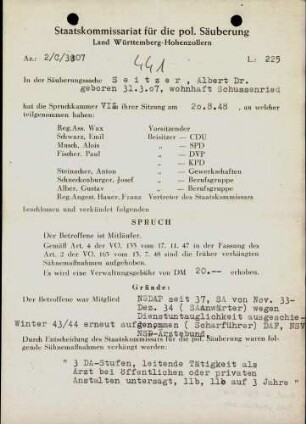 Staatskommissariat für die pol. Säuberung
Land Württemberg-Hohenzollern
Az.: 2/C/3807
441
L.: 225
In der Säuberungssache Seitzer, Albert Dr.
geboren 31.3.07, wohnhaft Schussenried
hat die Spruchkammer VII in ihrer Sitzung am 20.8.48, an welcher
teilgenommen haben:
Reg.Ass. Wax Vorsitzender
Schwarz, Emil Beisitzer — CDU
Musch, Alois » — SPD
Fischer, Paul » — DVP
» — KPD
Steinacker, Anton » — Gewerkschaften
Schneckenburger, Josef » — Berufsgruppe
Alber, Gustav » — Berufsgruppe
Reg.Angest. Hauer, Franz Vertreter des Staatskommissars
beschlossen und verkündet folgenden
SPRUCH
Der Betroffene ist Mitläufer.
Gemäß Art. 4 der VO. 133 vom 17. 11. 47 in der Fassung des
Art. 2 der VO. 165 vom 13. 7. 48 sind die früher verhängten
Sühnemaßnahmen aufgehoben.
Es wird eine Verwaltungsgebühr von DM 20.-- erhoben.
Gründe:
Der Betroffene war Mitglied NSDAP seit 37, SA von Nov. 33-
Dez. 34 (SAAnwärter) wegen
Dienstuntauglichkeit ausgeschie-
Winter 43/44 erneut aufgenommen (Scharführer) DAF, NSV
NSD-Ärztebund.
Durch Entscheidung des Staatskommissars für die pol. Säuberung waren folgende
Sühnemaßnahmen verhängt worden:
" 3 DA-Stufen, leitende Tätigkeit als
Arzt bei öffentlichen oder privaten
Anstalten untersagt, 11b, 11b auf 3 Jahre "